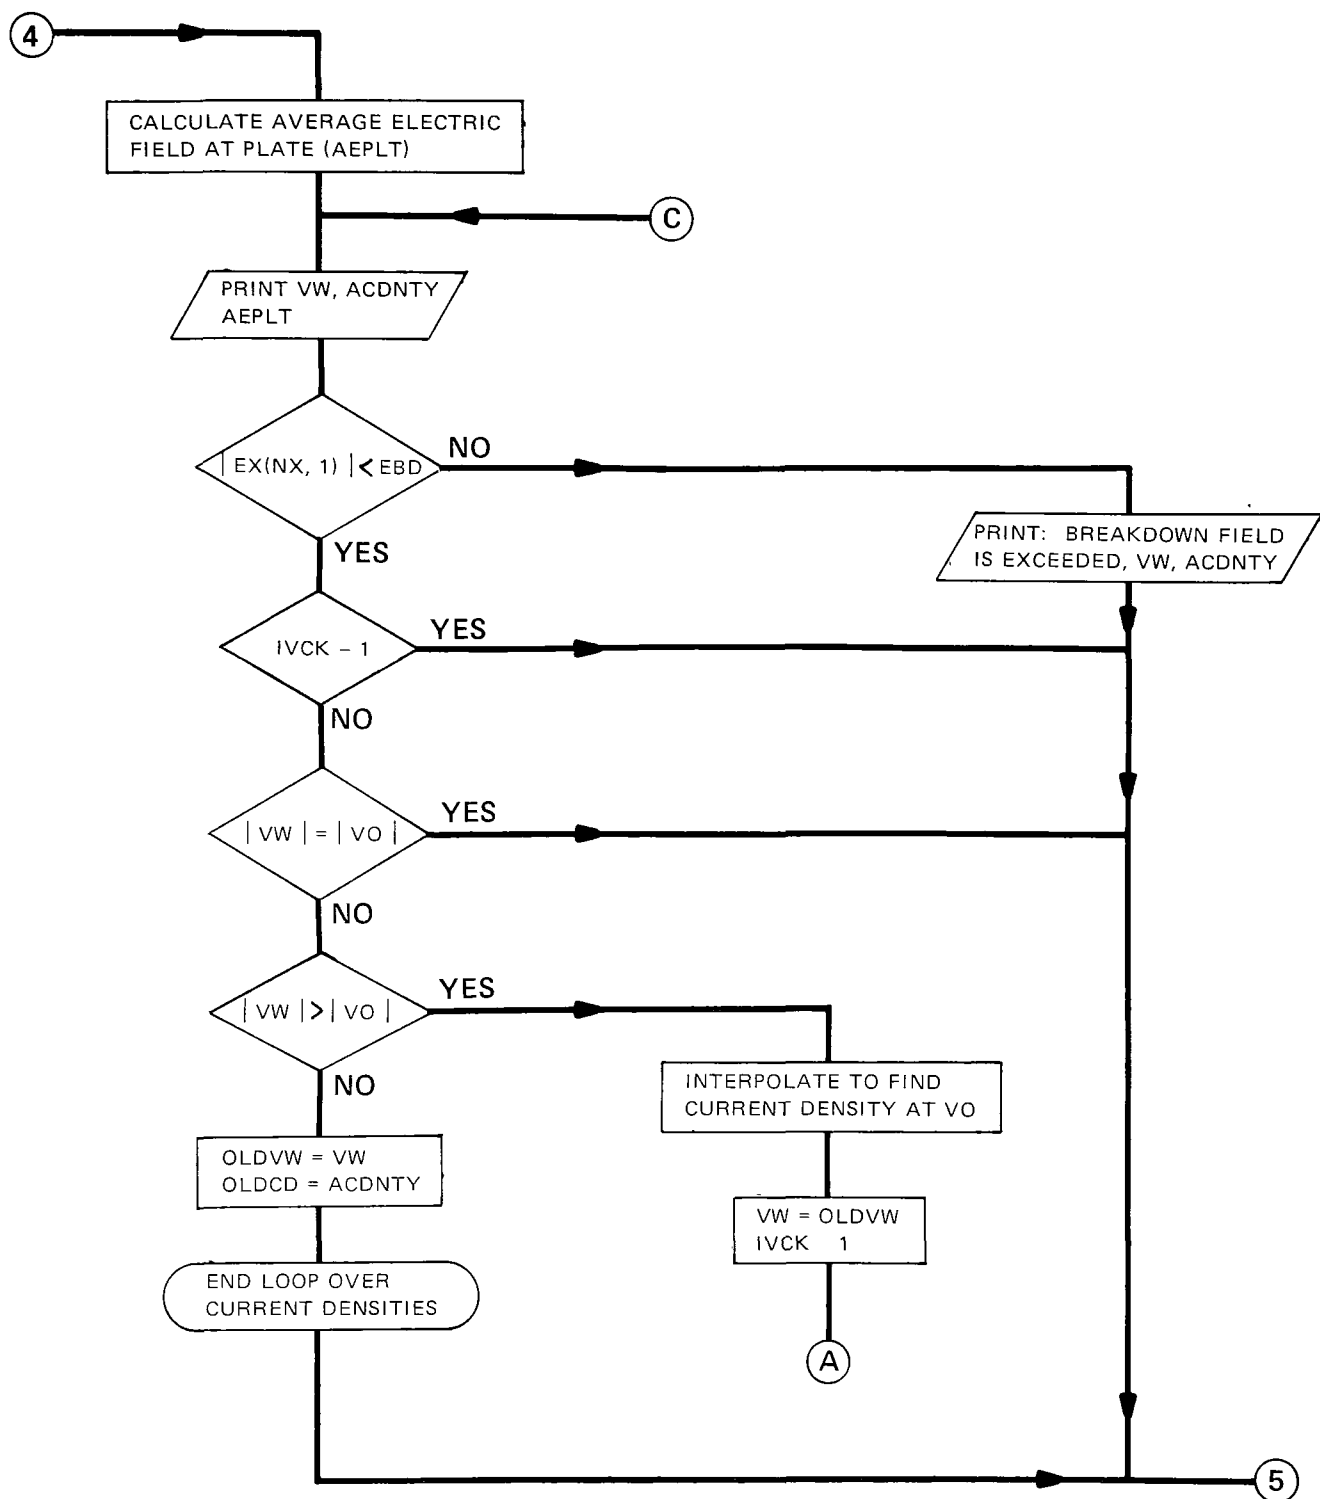 4
CALCULATE AVERAGE ELECTRIC
FIELD AT PLATE (AEPLT)
C
PRINT VW, ACDNTY
AEPLT
| EX(NX, 1) | < EBD
NO
YES
PRINT: BREAKDOWN FIELD
IS EXCEEDED, VW, ACDNTY
IVCK – 1
YES
NO
| VW | = | VO |
YES
NO
| VW | > | VO |
YES
NO
INTERPOLATE TO FIND
CURRENT DENSITY AT VO
OLDVW = VW
OLDCD = ACDNTY
VW = OLDVW
IVCK 1
END LOOP OVER
CURRENT DENSITIES
A
5